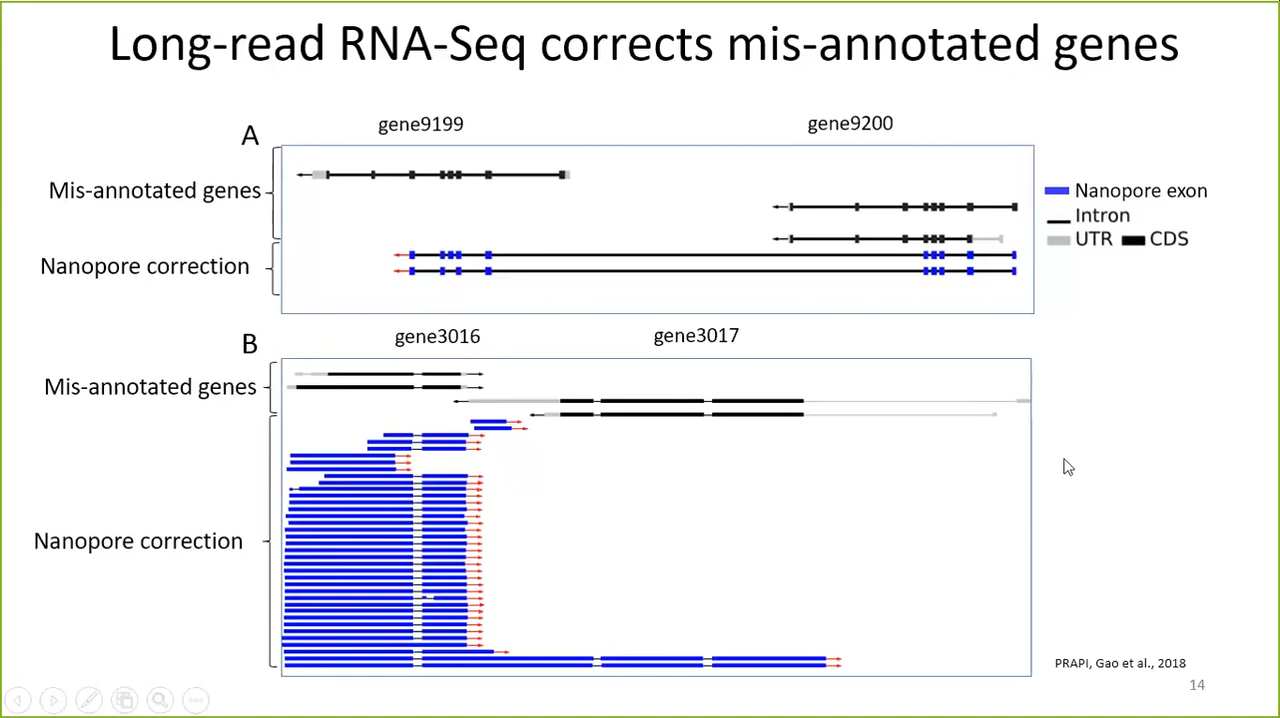 Long-read RNA-Seq corrects mis-annotated genes
gene9199
gene9200
A
Mis-annotated genes
Nanopore correction
Nanopore exon
Intron
UTR
CDS
gene3016
gene3017
B
Mis-annotated genes
Nanopore correction
PRAPI, Gao et al., 2018
14